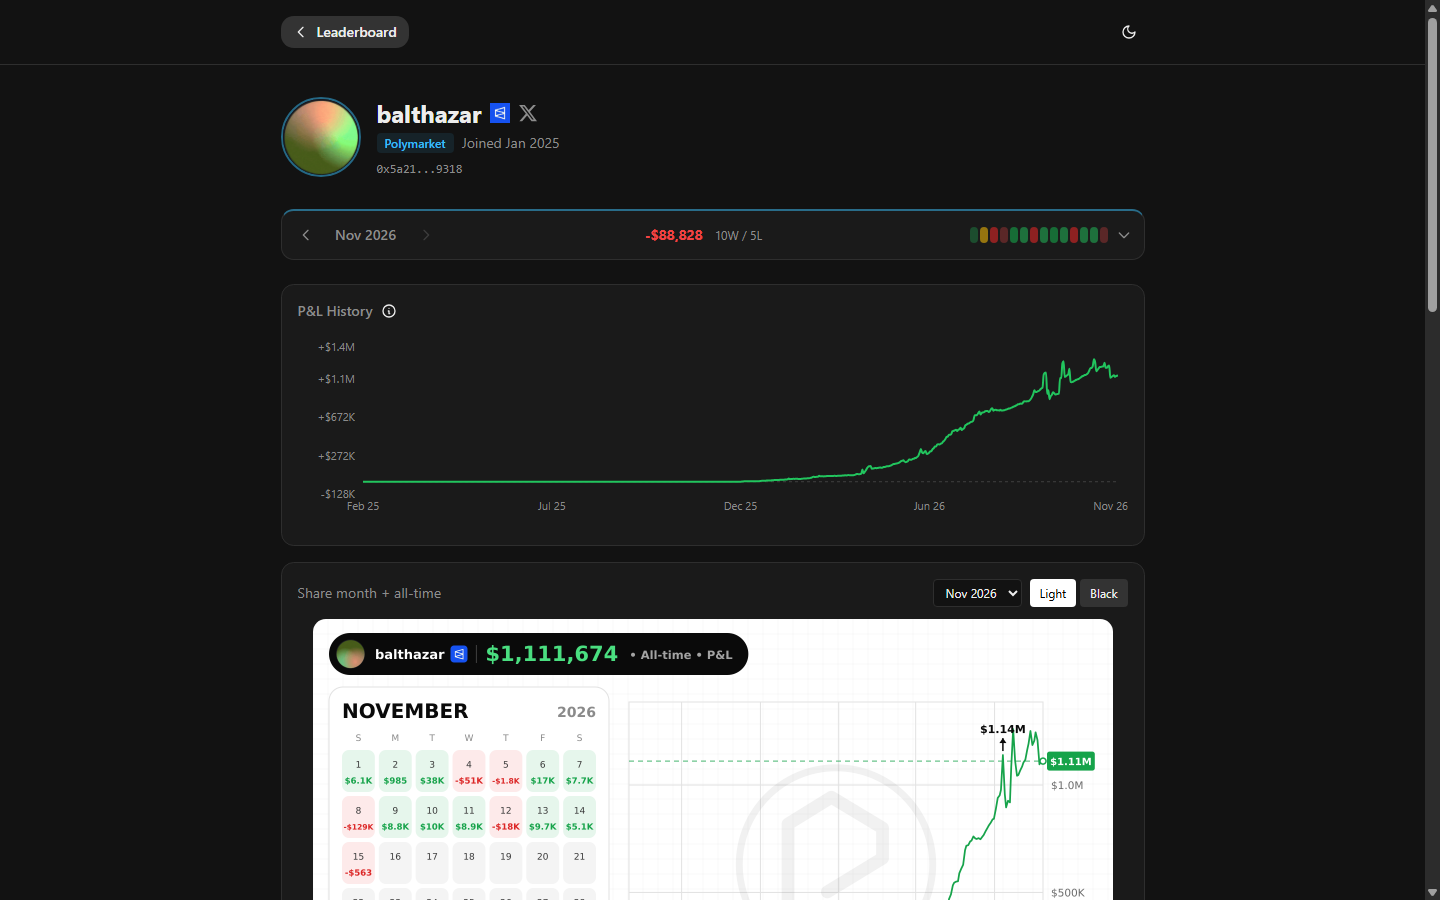 Leaderboard
balthazar
Polymarket Joined Jan 2025
0x5a21...9318
Nov 2026 -$88,828 10W / 5L
P&L History
+$1.4M
+$1.1M
+$672K
+$272K
-$128K
Feb 25 Jul 25 Dec 25 Jun 26 Nov 26
Share month + all-time Nov 2026 Light Black
balthazar $1,111,674 • All-time • P&L
NOVEMBER 2026
S M T W T F S
1 2 3 4 5 6 7
$6.1K $985 $38K -$51K -$1.8K $17K $7.7K
8 9 10 11 12 13 14
-$129K $8.8K $10K $8.9K -$18K $9.7K $5.1K
15 16 17 18 19 20 21
-$563
$1.14M
$1.11M
$1.0M
$500K